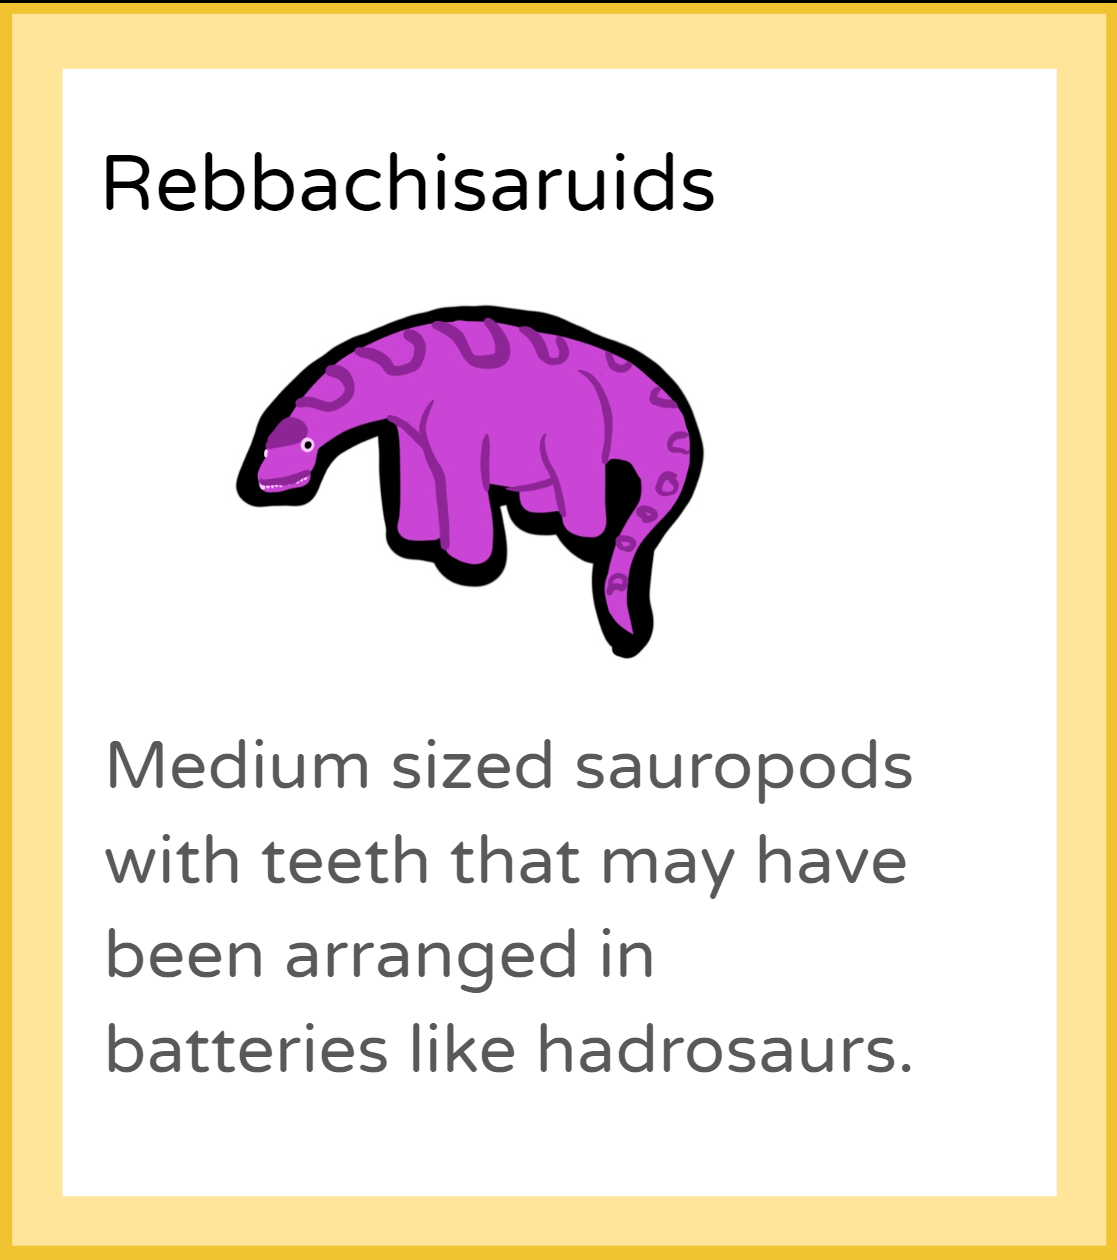 Rebbachisaruids
Medium sized sauropods
with teeth that may have
been arranged in
batteries like hadrosaurs.